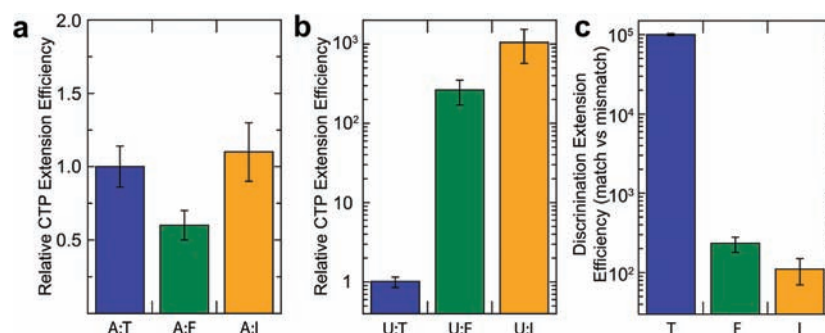 a
Relative CTP Extension Efficiency
2.0
1.5
1.0
0.5
A:T A:F A:I
b
Relative CTP Extension Efficiency
10³
10²
10
1
U:T U:F U:I
c
Discrinination Extension
Efficiency (match vs mismatch)
10⁵
10⁴
10³
10²
T F I